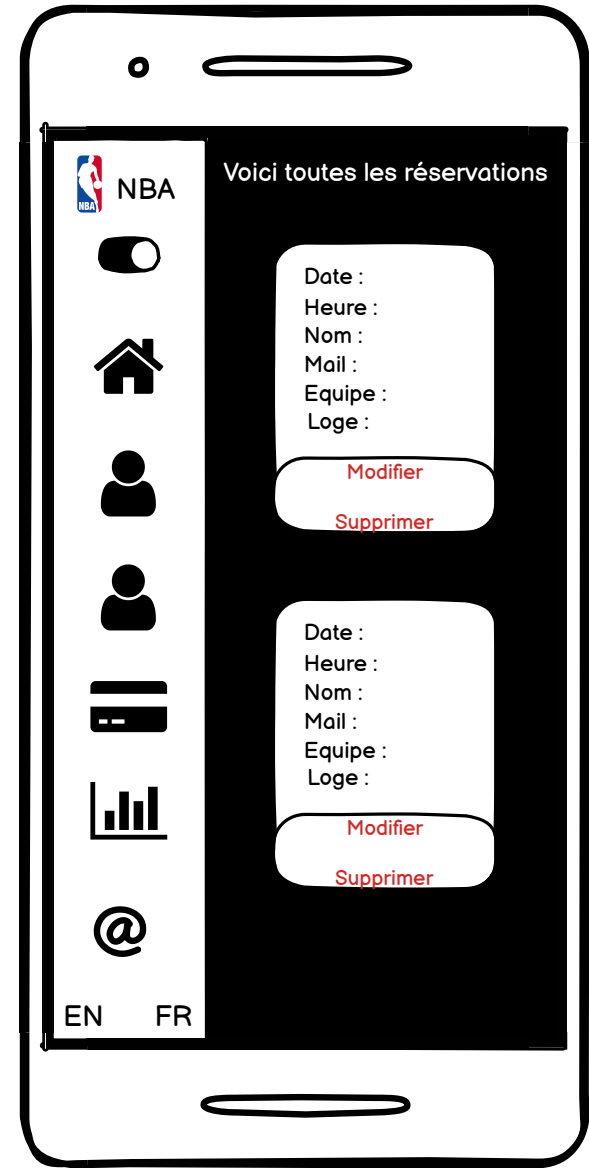 NBA
NBA
Voici toutes les réservations
Date :
Heure :
Nom :
Mail :
Equipe :
Loge :
Modifier
Supprimer
Date :
Heure :
Nom :
Mail :
Equipe :
Loge :
Modifier
Supprimer
@
EN FR